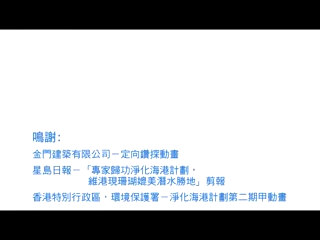 鳴謝:
金門建築有限公司－定向鑽探動畫
星島日報－「專家歸功淨化海港計劃，
維港現珊瑚媲美潛水勝地」剪報
香港特別行政區，環境保護署－淨化海港計劃第二期甲動畫